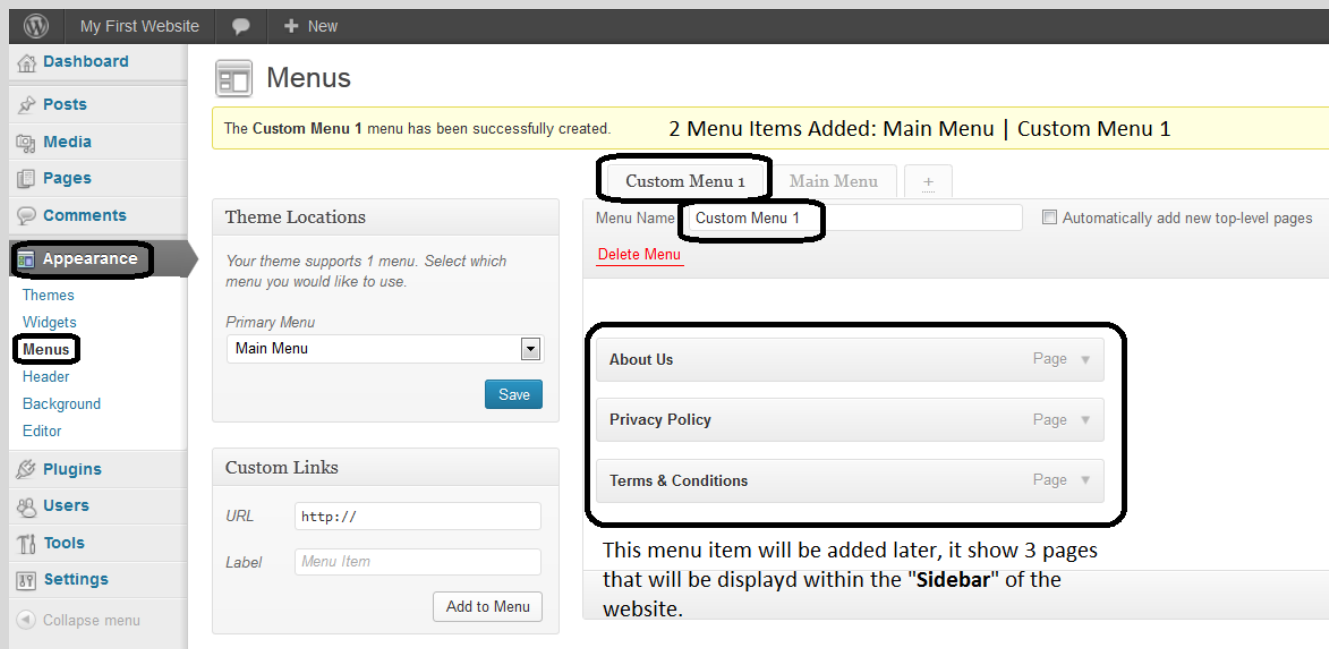 My First Website
New
Dashboard
Posts
Media
Pages
Comments
Appearance
Themes
Widgets
Menus
Header
Background
Editor
Plugins
Users
Tools
Settings
Collapse menu
Menus
The Custom Menu 1 menu has been successfully created.
2 Menu Items Added: Main Menu | Custom Menu 1
Custom Menu 1
Main Menu
+
Theme Locations
Your theme supports 1 menu. Select which
menu you would like to use.
Primary Menu
Main Menu
Save
Custom Links
URL
http://
Label
Menu Item
Add to Menu
Menu Name
Custom Menu 1
Automatically add new top-level pages
Delete Menu
About Us
Page
Privacy Policy
Page
Terms & Conditions
Page
This menu item will be added later, it show 3 pages
that will be displayd within the "Sidebar" of the
website.